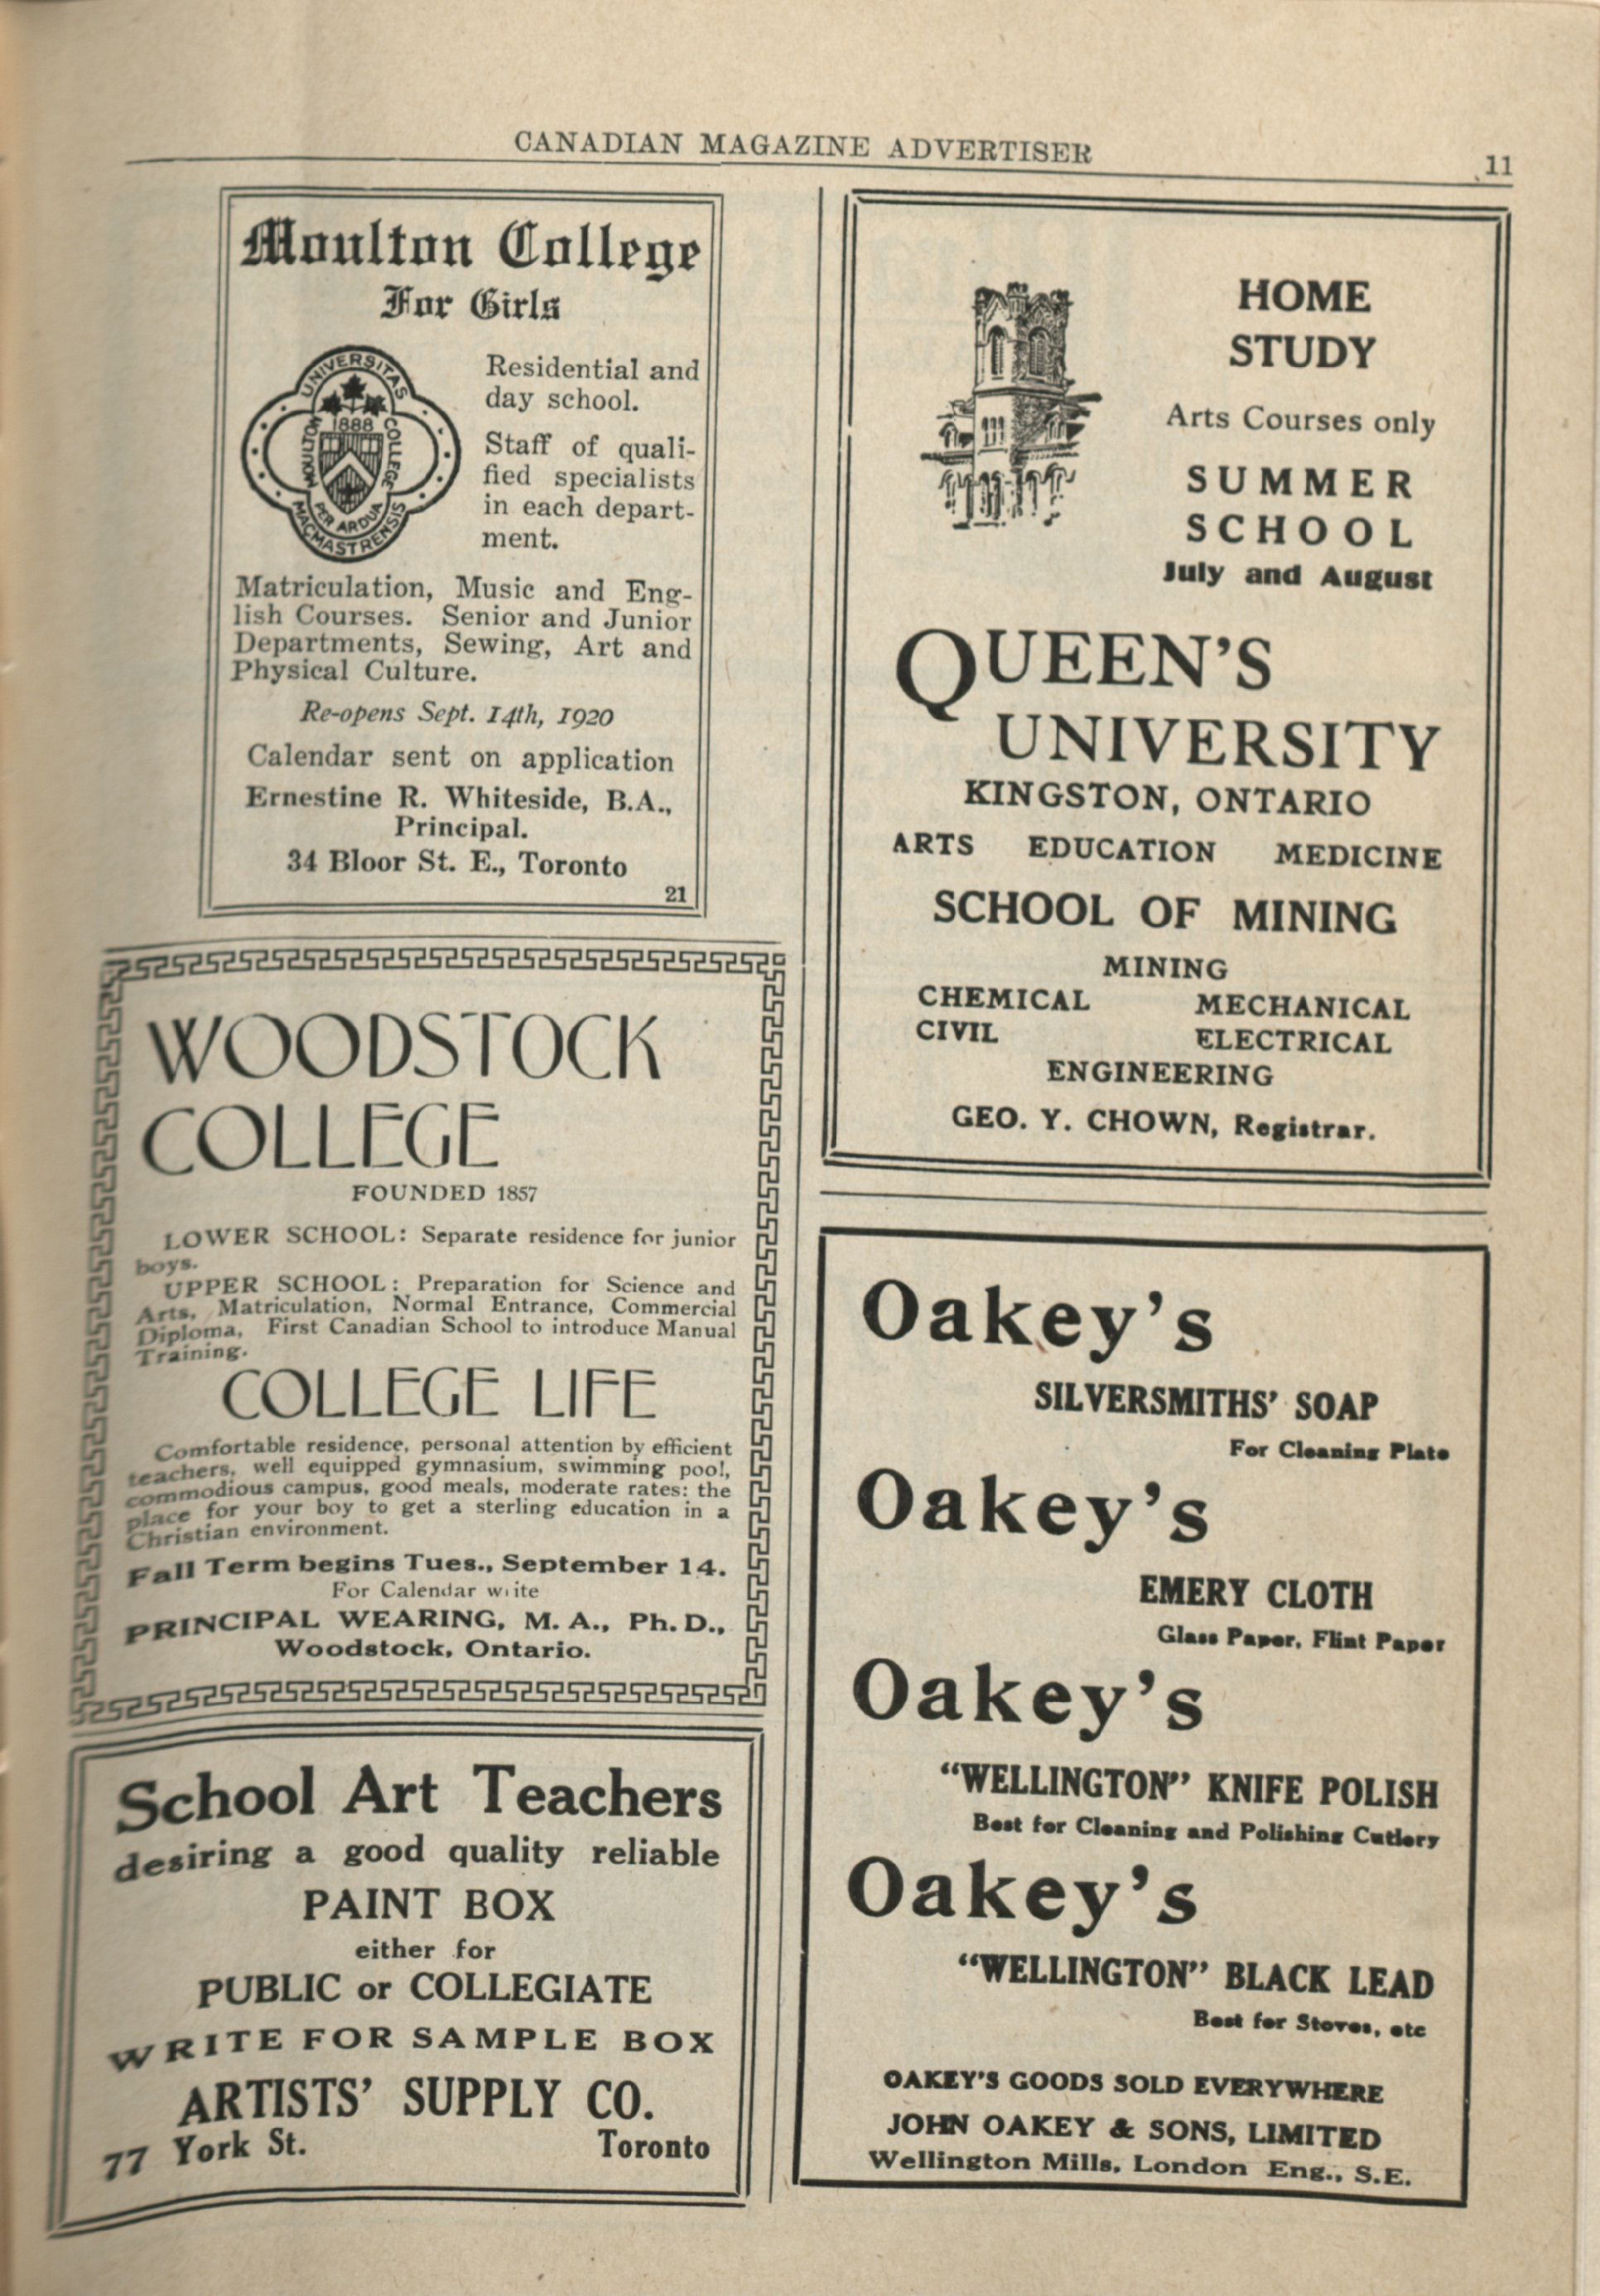 CANADIAN MAGAZINE ADVERTISER
11
Moulton College
For Girls
UNIVERSITAS
1888
MOULTON COLLEGE
PER ARDUA
MACMASTRENSIS
Residential and
day school.
Staff of quali-
fied specialists
in each depart-
ment.
Matriculation, Music and Eng-
lish Courses. Senior and Junior
Departments, Sewing, Art and
Physical Culture.
Re-opens Sept. 14th, 1920
Calendar sent on application
Ernestine R. Whiteside, B.A.,
Principal.
34 Bloor St. E., Toronto
21
WOODSTOCK
COLLEGE
FOUNDED 1857
LOWER SCHOOL: Separate residence for junior
boys.
UPPER SCHOOL: Preparation for Science and
Arts, Matriculation, Normal Entrance, Commercial
Diploma, First Canadian School to introduce Manual
Training.
COLLEGE LIFE
Comfortable residence, personal attention by efficient
teachers, well equipped gymnasium, swimming pool,
commodious campus, good meals, moderate rates: the
place for your boy to get a sterling education in a
Christian environment.
Fall Term begins Tues., September 14.
For Calendar write
PRINCIPAL WEARING, M. A., Ph. D.,
Woodstock, Ontario.
School Art Teachers
desiring a good quality reliable
PAINT BOX
either for
PUBLIC or COLLEGIATE
WRITE FOR SAMPLE BOX
ARTISTS' SUPPLY CO.
77 York St. Toronto
HOME
STUDY
Arts Courses only
SUMMER
SCHOOL
July and August
QUEEN'S
UNIVERSITY
KINGSTON, ONTARIO
ARTS EDUCATION MEDICINE
SCHOOL OF MINING
MINING
CHEMICAL MECHANICAL
CIVIL ELECTRICAL
ENGINEERING
GEO. Y. CHOWN, Registrar.
Oakey's
SILVERSMITHS' SOAP
For Cleaning Plate
Oakey's
EMERY CLOTH
Glass Paper, Flint Paper
Oakey's
"WELLINGTON" KNIFE POLISH
Best for Cleaning and Polishing Cutlery
Oakey's
"WELLINGTON" BLACK LEAD
Best for Stoves, etc
OAKEY'S GOODS SOLD EVERYWHERE
JOHN OAKEY & SONS, LIMITED
Wellington Mills, London Eng., S.E.